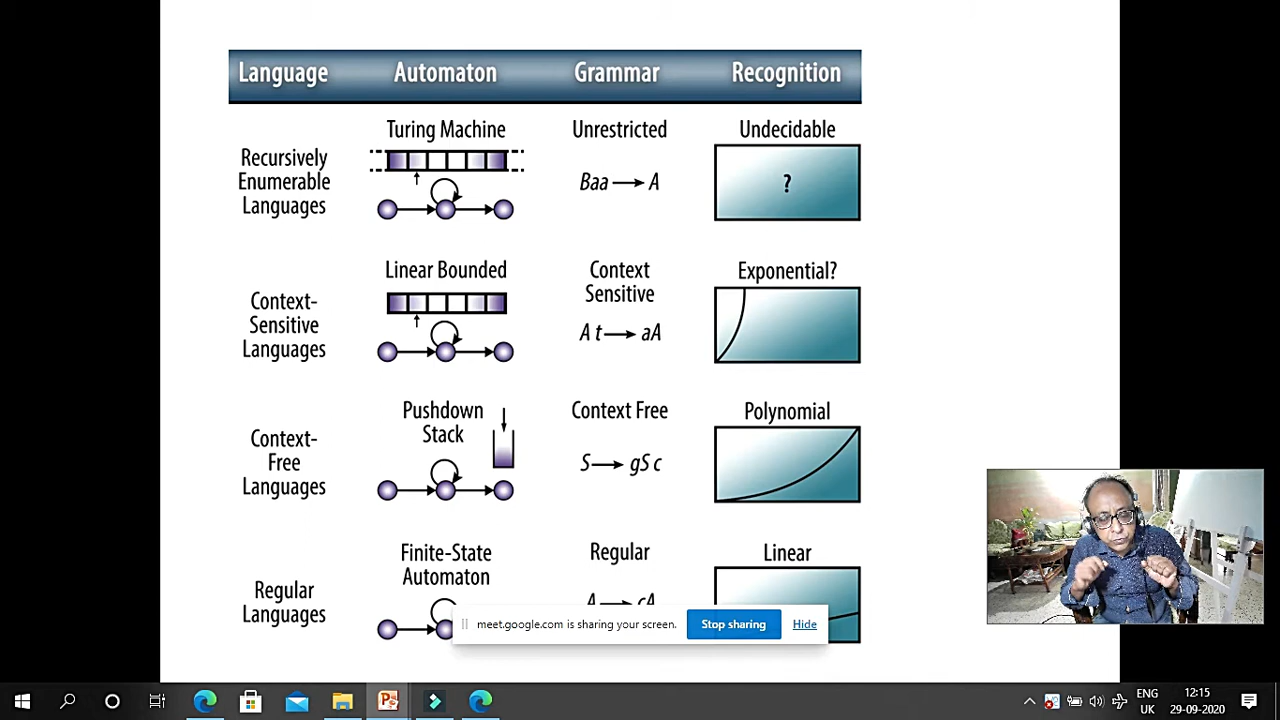 Language Automaton Grammar Recognition
Turing Machine Unrestricted Undecidable
Recursively
Enumerable
Languages
Baa → A
?
Linear Bounded
Context
Sensitive
Exponential?
Context-
Sensitive
Languages
A t → aA
Pushdown
Stack
Context Free
Polynomial
Context-
Free
Languages
S → gS c
Finite-State
Automaton
Regular
Linear
Regular
Languages
A → cA
meet.google.com is sharing your screen. Stop sharing Hide
ENG
UK
12:15
29-09-2020